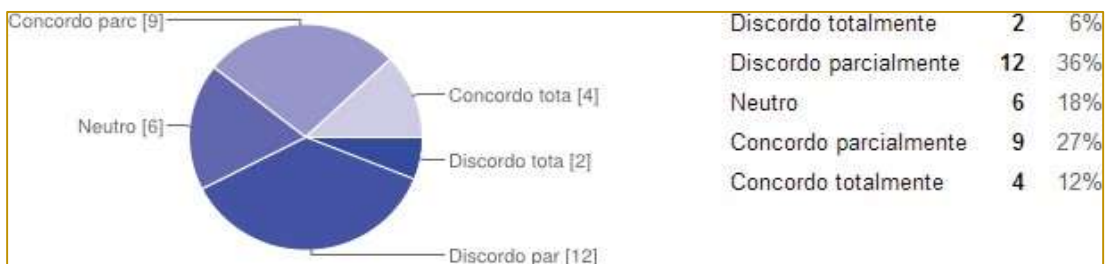 Concordo parc [9]
Concordo tota [4]
Neutro [6]
Discordo tota [2]
Discordo par [12]
Discordo totalmente 2 6%
Discordo parcialmente 12 36%
Neutro 6 18%
Concordo parcialmente 9 27%
Concordo totalmente 4 12%